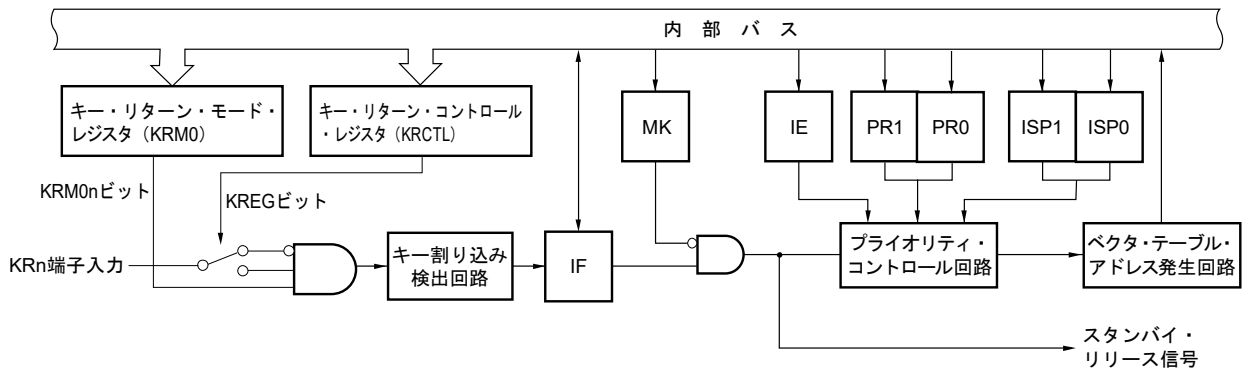 内 部 バ ス
キー・リターン・モード・
レジスタ（KRM0）
キー・リターン・コントロール
・レジスタ（KRCTL）
MK
IE
PR1
PR0
ISP1
ISP0
KRM0nビット
KREGビット
KRn端子入力
キー割り込み
検出回路
IF
プライオリティ・
コントロール回路
ベクタ・テーブル・
アドレス発生回路
スタンバイ・
リリース信号